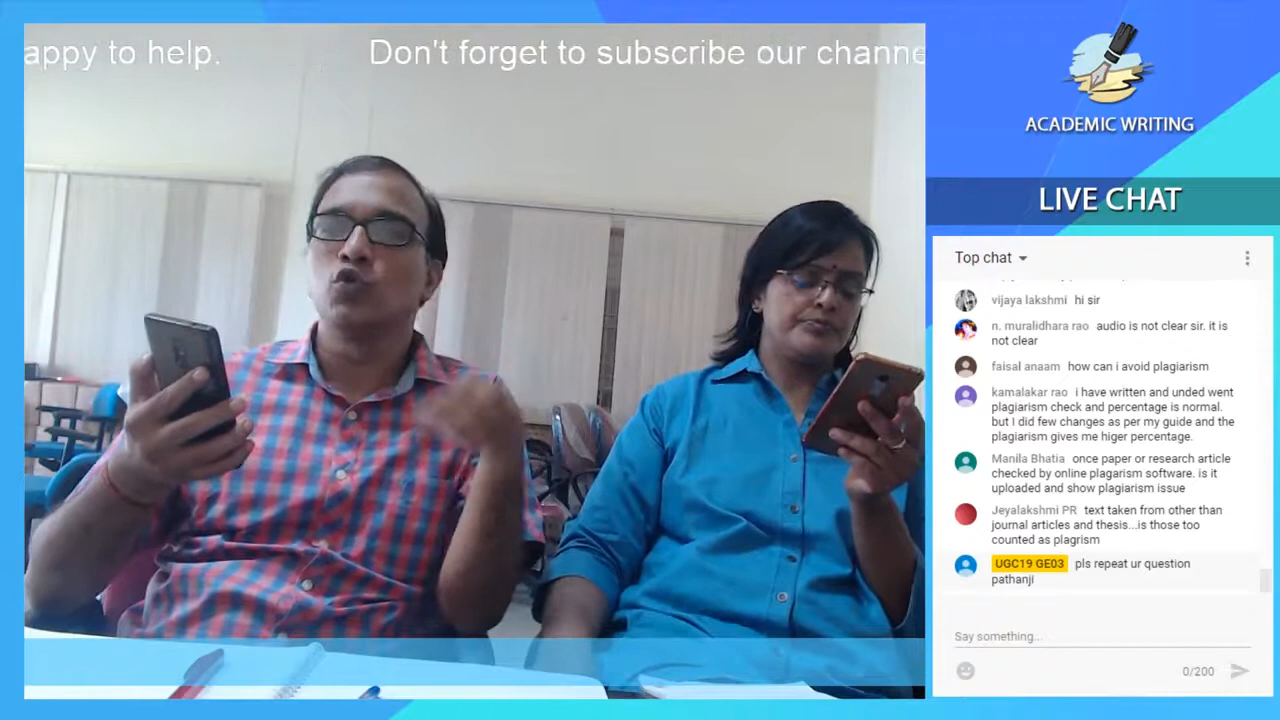 appy to help. Don't forget to subscribe our channe
ACADEMIC WRITING
LIVE CHAT
Top chat
vijaya lakshmi hi sir
n. muralidhara rao audio is not clear sir. it is
not clear
faisal anaam how can i avoid plagiarism
kamalakar rao i have written and unded went
plagiarism check and percentage is normal.
but I did few changes as per my guide and the
plagiarism gives me higer percentage.
Manila Bhatia once paper or research article
checked by online plagarism software. is it
uploaded and show plagiarism issue
Jeyalakshmi PR text taken from other than
journal articles and thesis...is those too
counted as plagrism
UGC19 GE03 pls repeat ur question
pathanji
Say something...
0/200